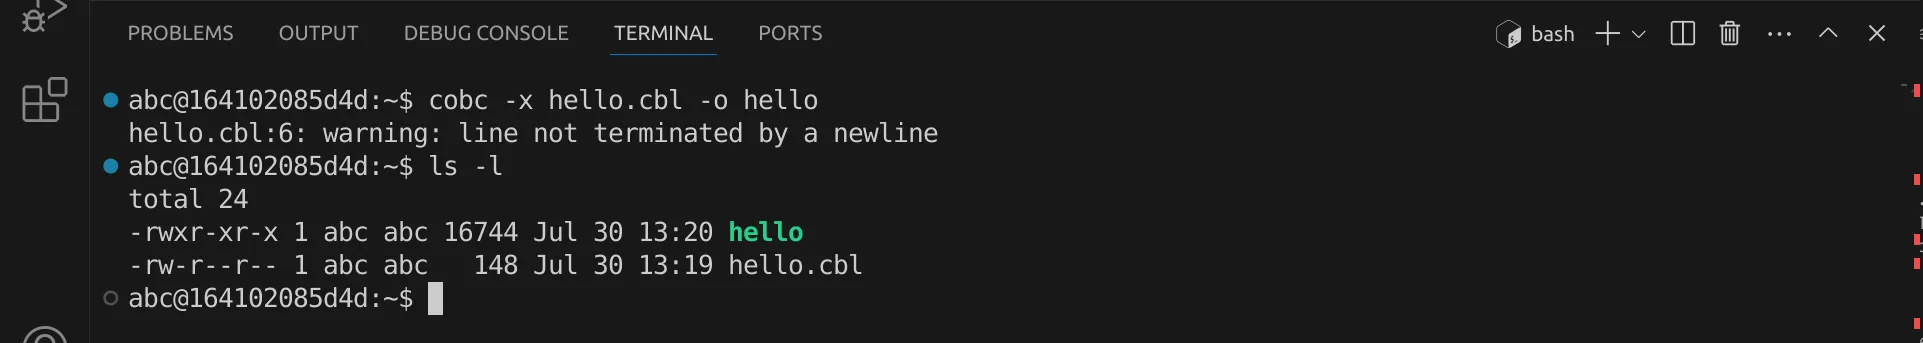 PROBLEMS OUTPUT DEBUG CONSOLE TERMINAL PORTS bash
abc@164102085d4d:~$ cobc -x hello.cbl -o hello
hello.cbl:6: warning: line not terminated by a newline
abc@164102085d4d:~$ ls -l
total 24
-rwxr-xr-x 1 abc abc 16744 Jul 30 13:20 hello
-rw-r--r-- 1 abc abc   148 Jul 30 13:19 hello.cbl
abc@164102085d4d:~$